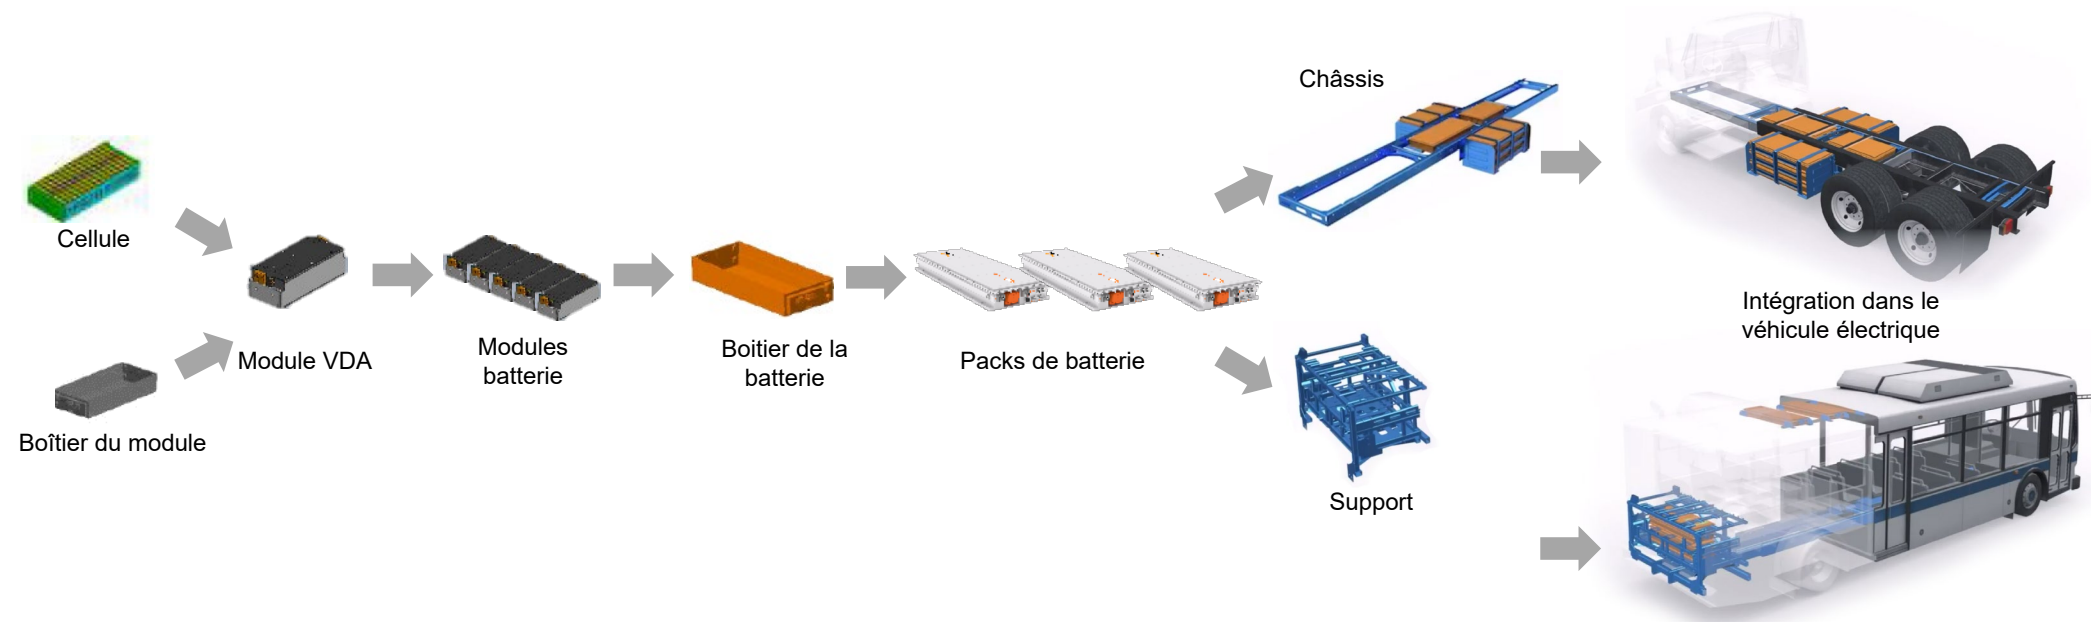 Cellule
Boîtier du module
Module VDA
Modules
batterie
Boitier de la
batterie
Packs de batterie
Châssis
Support
Intégration dans le
véhicule électrique